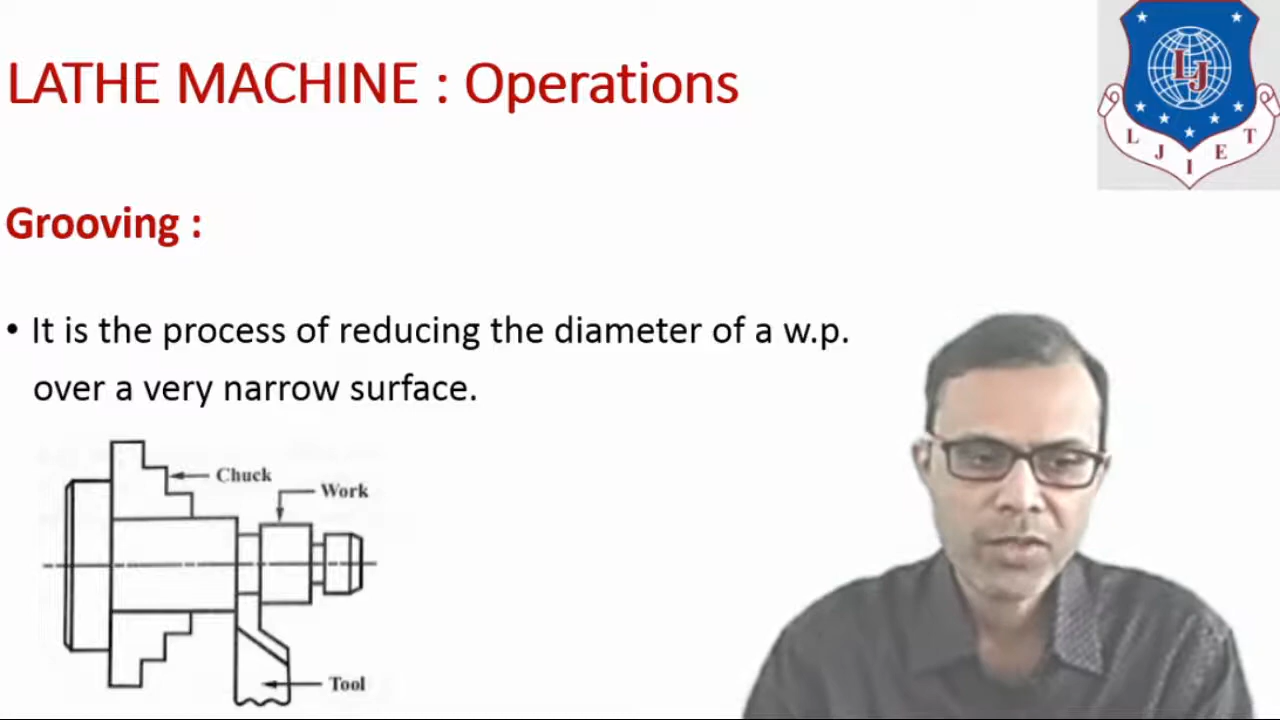 LATHE MACHINE : Operations
LJ
L J I E T
Grooving :
• It is the process of reducing the diameter of a w.p.
over a very narrow surface.
Chuck
Work
Tool